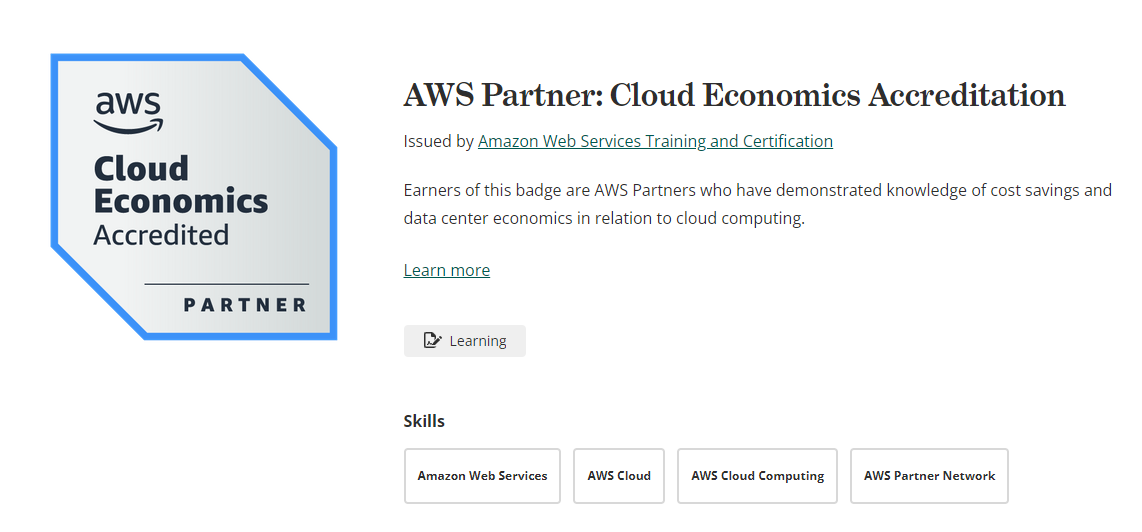 aws
Cloud
Economics
Accredited
PARTNER
AWS Partner: Cloud Economics Accreditation
Issued by Amazon Web Services Training and Certification
Earners of this badge are AWS Partners who have demonstrated knowledge of cost savings and
data center economics in relation to cloud computing.
Learn more
Learning
Skills
Amazon Web Services
AWS Cloud
AWS Cloud Computing
AWS Partner Network